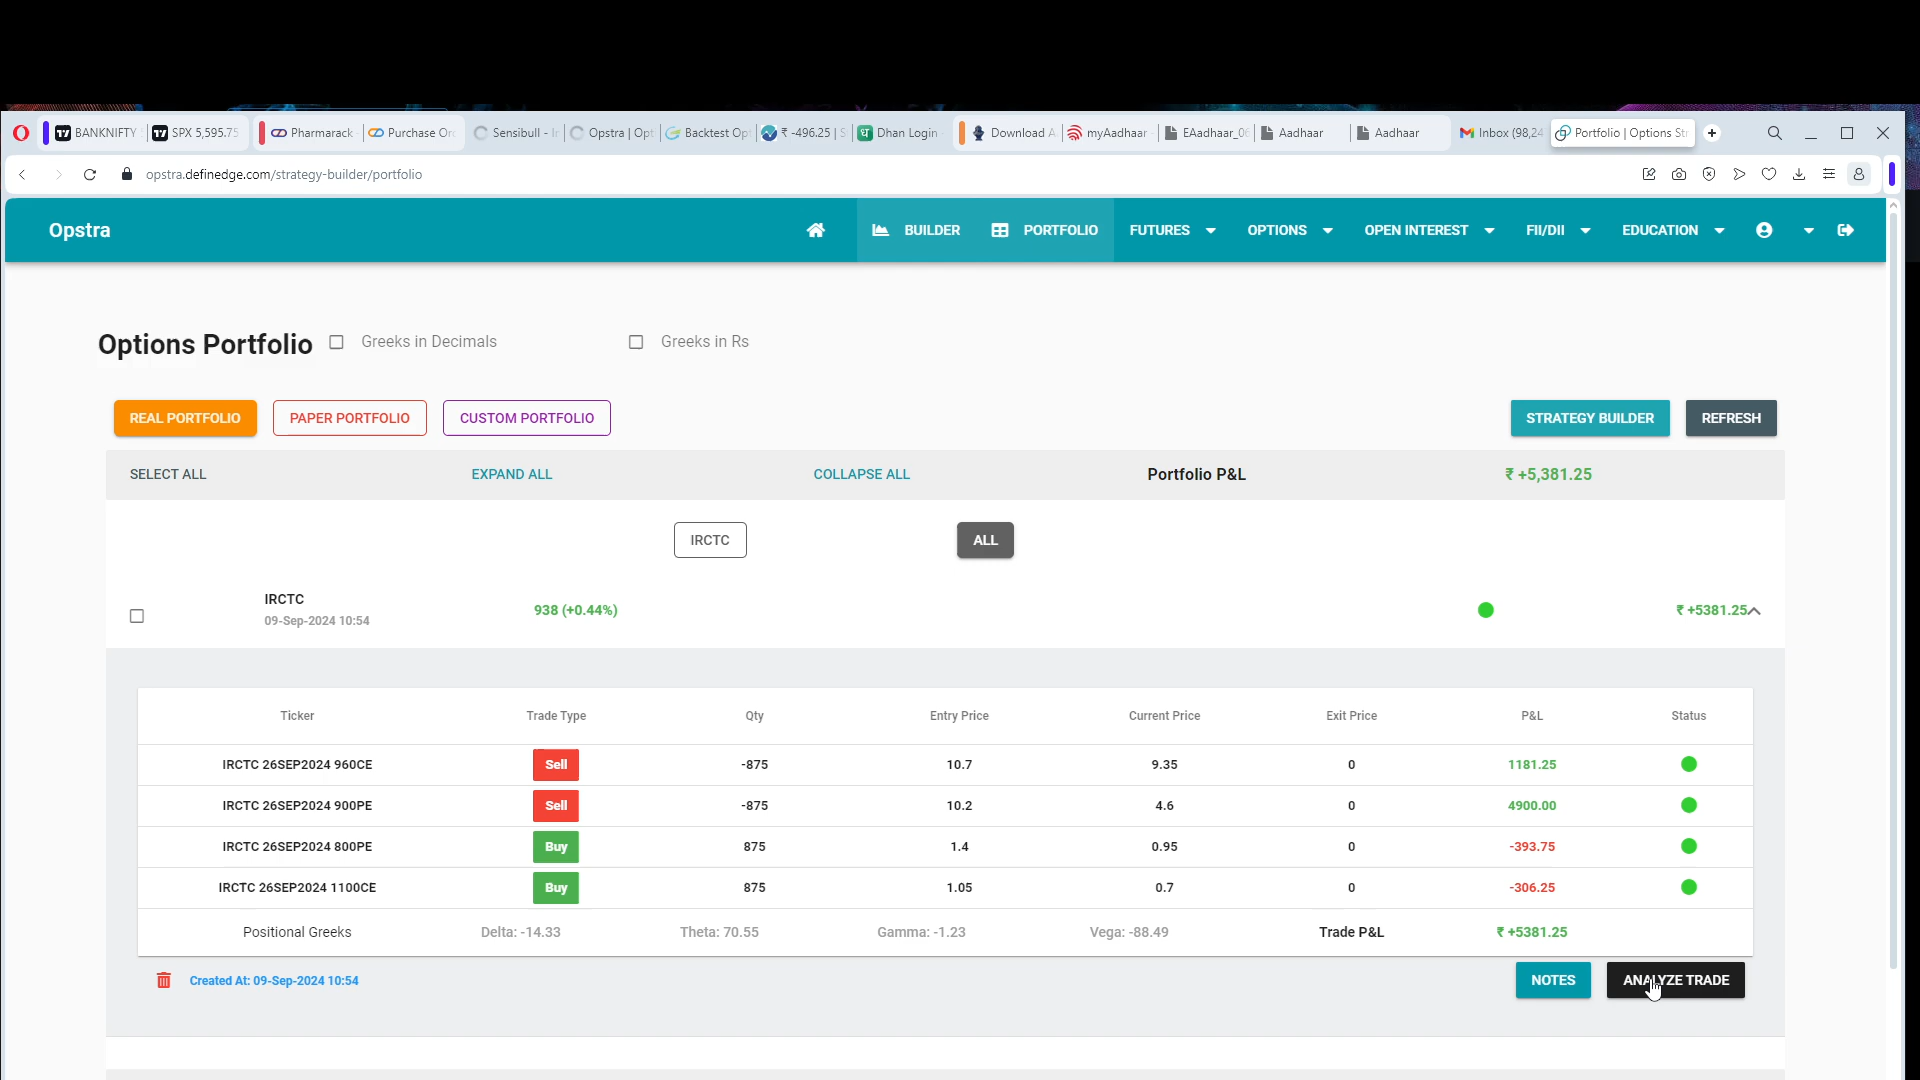 BANKNIFTY
SPX 5,595.75
Pharmarack
Purchase Ord
Sensibull - I
Opstra | Opt
Backtest Op
₹ -496.25 | S
Dhan Login
Download A
myAadhaar
EAadhaar_0
Aadhaar
Aadhaar
Inbox (98,24
Portfolio | Options Str
opstra.definedge.com/strategy-builder/portfolio
Opstra
BUILDER
PORTFOLIO
FUTURES
OPTIONS
OPEN INTEREST
FII/DII
EDUCATION
Options Portfolio
Greeks in Decimals
Greeks in Rs
REAL PORTFOLIO
PAPER PORTFOLIO
CUSTOM PORTFOLIO
STRATEGY BUILDER
REFRESH
SELECT ALL
EXPAND ALL
COLLAPSE ALL
Portfolio P&L
₹ +5,381.25
IRCTC
ALL
IRCTC
09-Sep-2024 10:54
938 (+0.44%)
₹ +5381.25
Ticker Trade Type Qty Entry Price Current Price Exit Price P&L Status
IRCTC 26SEP2024 960CE Sell -875 10.7 9.35 0 1181.25
IRCTC 26SEP2024 900PE Sell -875 10.2 4.6 0 4900.00
IRCTC 26SEP2024 800PE Buy 875 1.4 0.95 0 -393.75
IRCTC 26SEP2024 1100CE Buy 875 1.05 0.7 0 -306.25
Positional Greeks Delta: -14.33 Theta: 70.55 Gamma: -1.23 Vega: -88.49 Trade P&L ₹ +5381.25
Created At: 09-Sep-2024 10:54
NOTES
ANALYZE TRADE